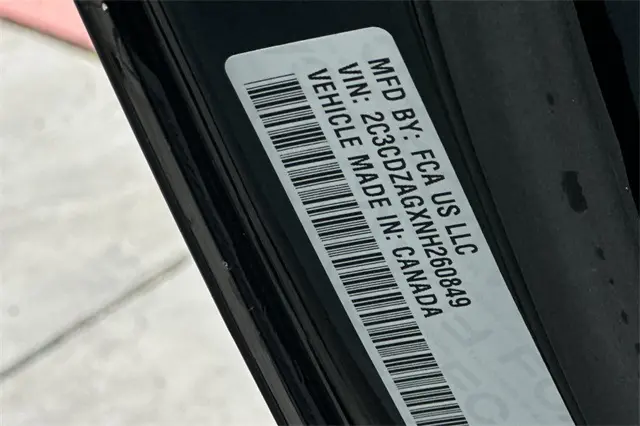 MFD BY: FCA US LLC
VIN: 2C3CDZAGXNH260849
VEHICLE MADE IN: CANADA